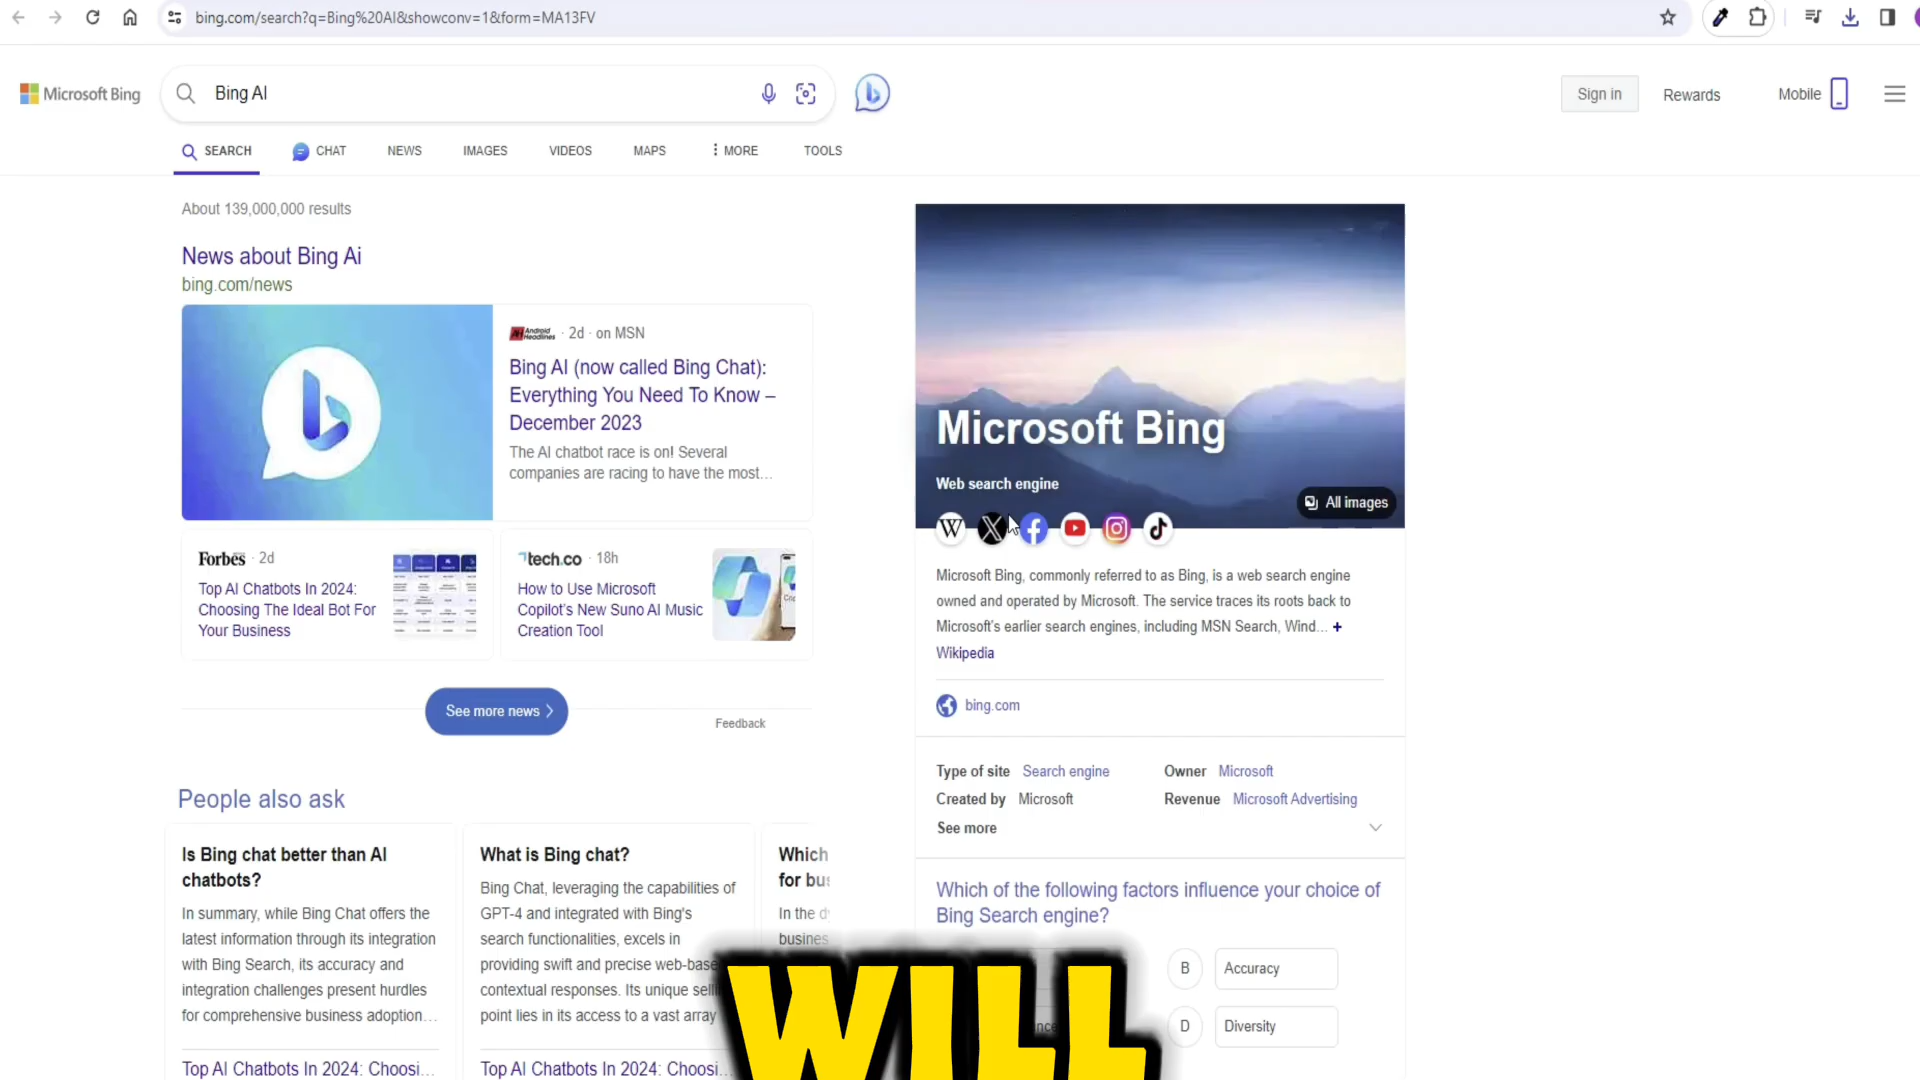 bing.com/search?q=Bing%20AI&showconv=1&form=MA13FV
Microsoft Bing
Bing AI
Sign in
Rewards
Mobile
SEARCH
CHAT
NEWS
IMAGES
VIDEOS
MAPS
MORE
TOOLS
About 139,000,000 results
News about Bing Ai
bing.com/news
Android Headlines · 2d · on MSN
Bing AI (now called Bing Chat):
Everything You Need To Know –
December 2023
The AI chatbot race is on! Several
companies are racing to have the most...
Forbes · 2d
Top AI Chatbots In 2024:
Choosing The Ideal Bot For
Your Business
tech.co · 18h
How to Use Microsoft
Copilot's New Suno AI Music
Creation Tool
See more news
Feedback
People also ask
Is Bing chat better than AI
chatbots?
In summary, while Bing Chat offers the
latest information through its integration
with Bing Search, its accuracy and
integration challenges present hurdles
for comprehensive business adoption...
Top AI Chatbots In 2024: Choosi...
What is Bing chat?
Bing Chat, leveraging the capabilities of
GPT-4 and integrated with Bing's
search functionalities, excels in
providing swift and precise web-base
contextual responses. Its unique sell
point lies in its access to a vast array
Top AI Chatbots In 2024: Choosi...
Which
for bus
In the d
business
Microsoft Bing
Web search engine
All images
W
X
f
Microsoft Bing, commonly referred to as Bing, is a web search engine
owned and operated by Microsoft. The service traces its roots back to
Microsoft's earlier search engines, including MSN Search, Wind... +
Wikipedia
bing.com
Type of site Search engine
Owner Microsoft
Created by Microsoft
Revenue Microsoft Advertising
See more
Which of the following factors influence your choice of
Bing Search engine?
B Accuracy
D Diversity
WILL